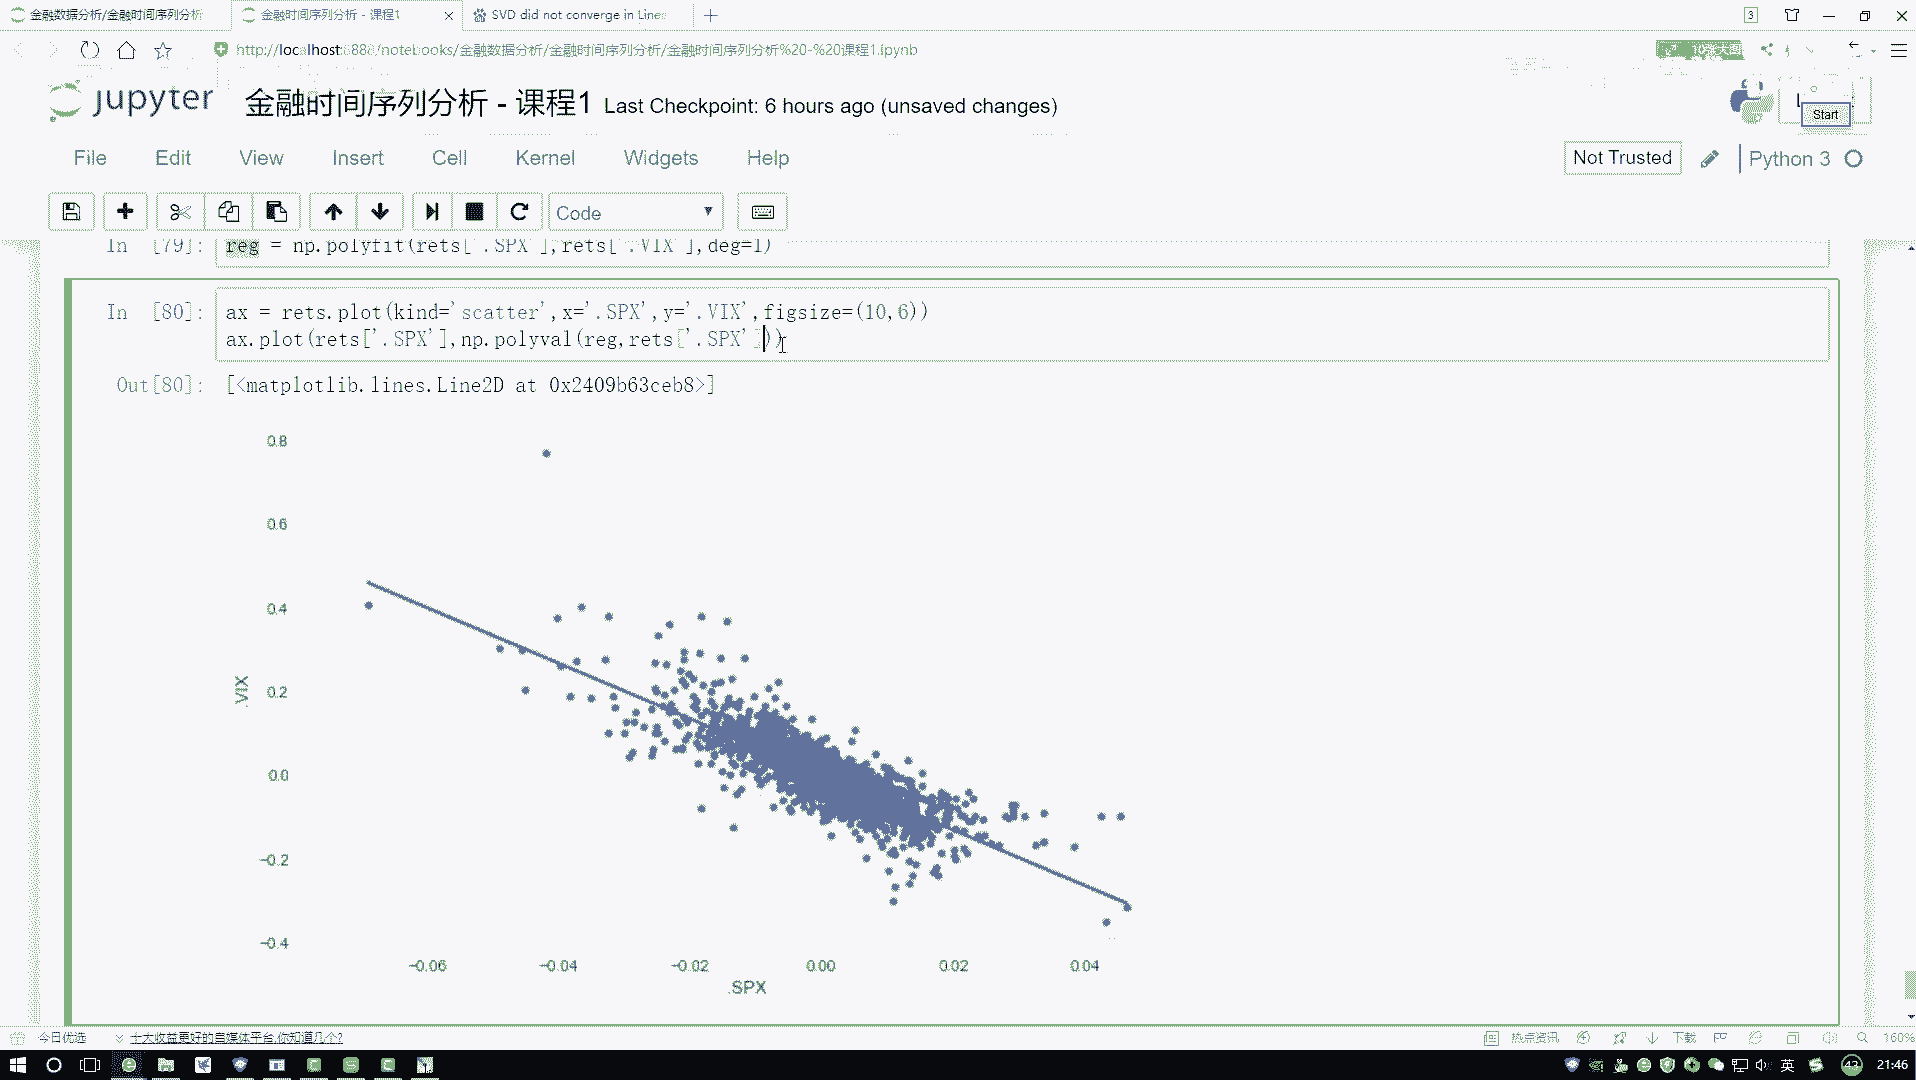 金融数据分析/金融时间序列分析
金融时间序列分析 - 课程1
SVD did not converge in Line
3
http://localhost:8888/notebooks/金融数据分析/金融时间序列分析/金融时间序列分析%20-%20课程1.ipynb
10张大图
jupyter
金融时间序列分析 - 课程1 Last Checkpoint: 6 hours ago (unsaved changes)
Start
File Edit View Insert Cell Kernel Widgets Help
Not Trusted
Python 3
Code
In [79]: reg = np.polyfit(rets['.SPX'],rets['.VIX'],deg=1)
In [80]: ax = rets.plot(kind='scatter',x='.SPX',y='.VIX',figsize=(10,6))
ax.plot(rets['.SPX'],np.polyval(reg,rets['.SPX']))
Out[80]: [<matplotlib.lines.Line2D at 0x2409b63ceb8>]
0.8
0.6
0.4
0.2
0.0
-0.2
-0.4
.VIX
-0.06 -0.04 -0.02 0.00 0.02 0.04
.SPX
今日优选
十大收益更好的自媒体平台,你知道几个?
热点资讯
下载
160%
英
43
21:46